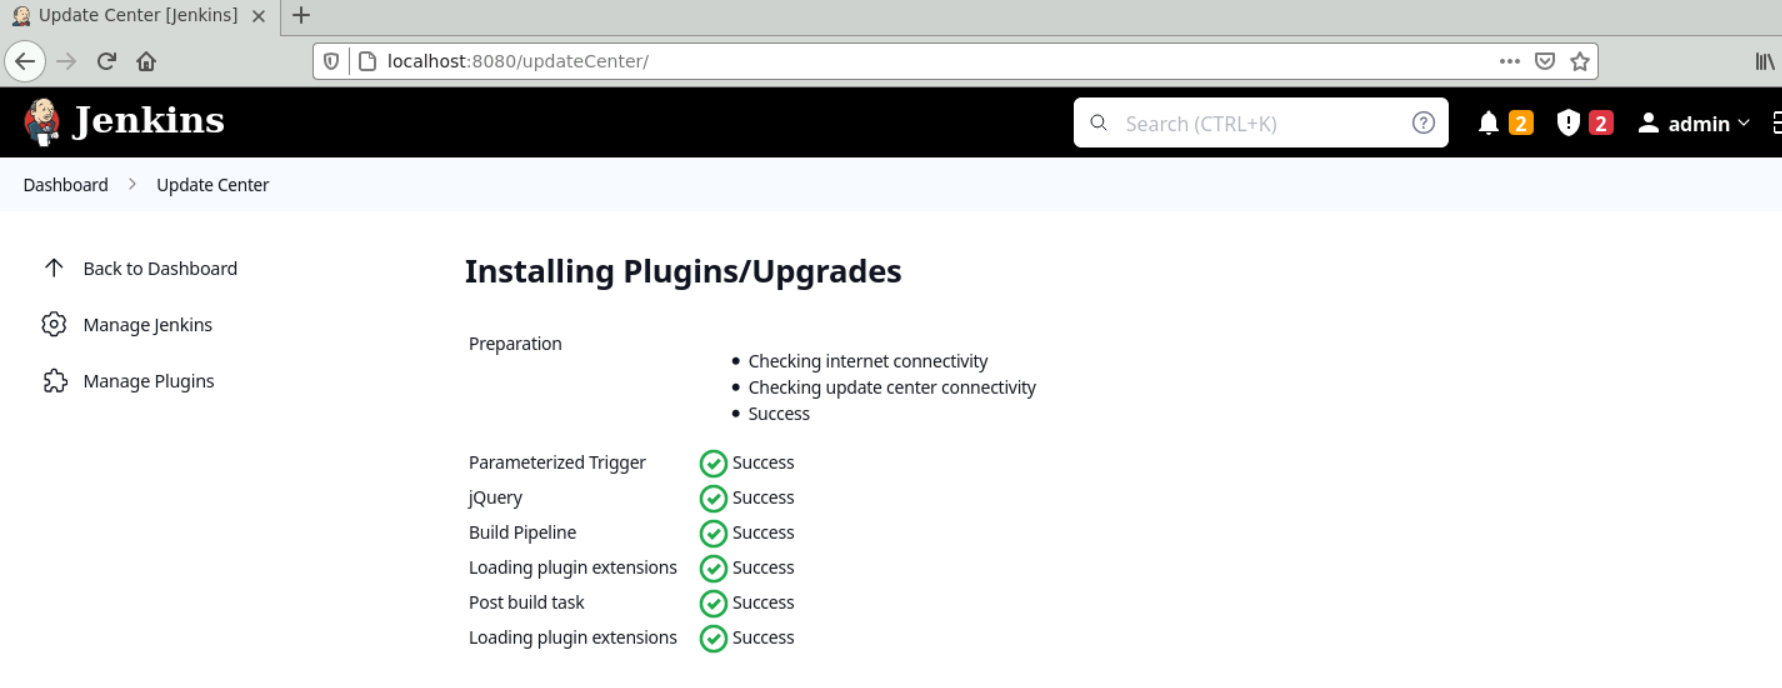 Update Center [Jenkins]
localhost:8080/updateCenter/
Jenkins
Search (CTRL+K)
2
2
admin
Dashboard
Update Center
Back to Dashboard
Manage Jenkins
Manage Plugins
Installing Plugins/Upgrades
Preparation
Checking internet connectivity
Checking update center connectivity
Success
Parameterized Trigger Success
jQuery Success
Build Pipeline Success
Loading plugin extensions Success
Post build task Success
Loading plugin extensions Success